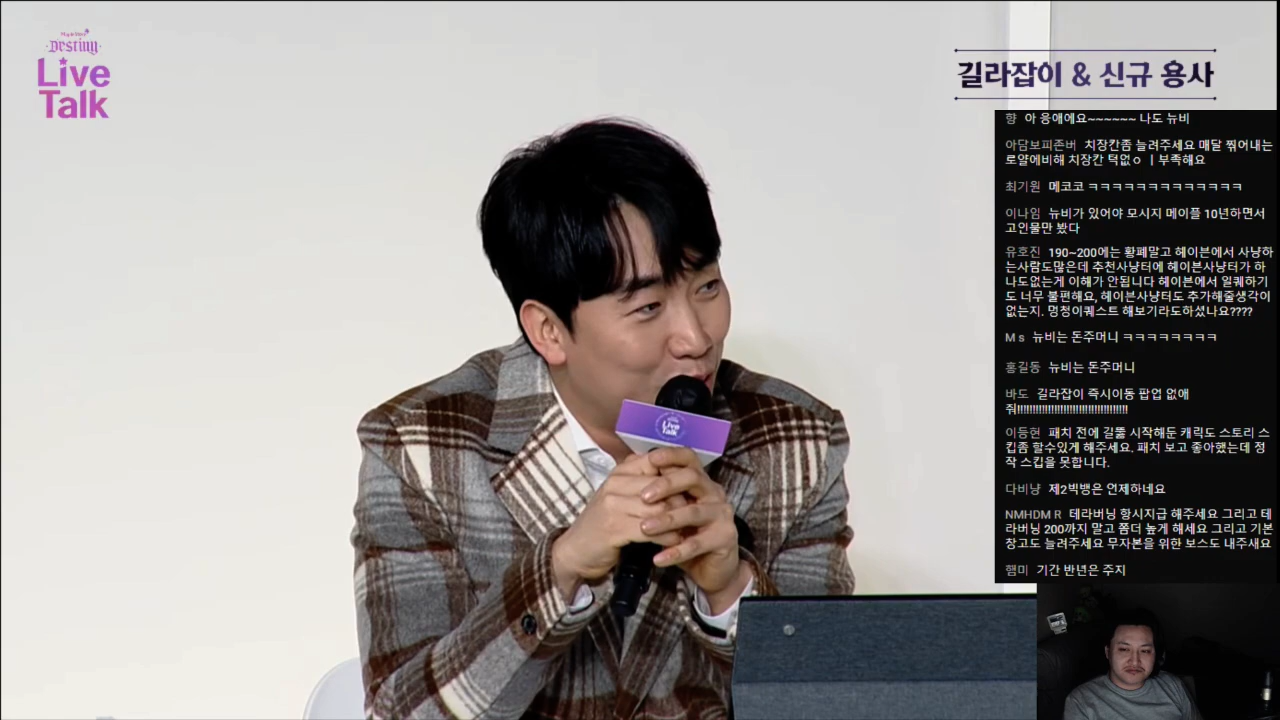 Destiny
Live
Talk
길라잡이 & 신규 용사
향 아 응애에요~~~~~~ 나도 뉴비
아담보피존버 치장칸좀 늘려주세요 매달 찎어내는
로얄에비해 치장칸 턱없ㅇ ㅣ부족해요
최기원 메코코 ㅋㅋㅋㅋㅋㅋㅋㅋㅋㅋㅋㅋㅋ
이나임 뉴비가 있어야 모시지 메이플 10년하면서
고인물만 봤다
유호진 190~200에는 황폐말고 헤이븐에서 사냥하
는사람도많은데 추천사냥터에 헤이븐사냥터가 하
나도없는게 이해가 안됩니다 헤이븐에서 일퀘하기
도 너무 불편해요, 헤이븐사냥터도 추가해줄생각이
없는지. 멍청이퀘스트 해보기라도하셨나요????
M s 뉴비는 돈주머니 ㅋㅋㅋㅋㅋㅋㅋㅋ
홍길동 뉴비는 돈주머니
바도 길라잡이 즉시이동 팝업 없애
줘!!!!!!!!!!!!!!!!!!!!!!!!!!!!!!!!!!!!
이등현 패치 전에 길뚫 시작해둔 캐릭도 스토리 스
킵좀 할수있게 해주세요. 패치 보고 좋아했는데 정
작 스킵을 못합니다.
다비냥 제2빅뱅은 언제하네요
NMHDM R 테라버닝 항시지급 해주세요 그리고 테
라버닝 200까지 말고 쫌더 높게 해세요 그리고 기본
창고도 늘려주세요 무자본을 위한 보스도 내주새요
햄미 기간 반년은 주지
Live
Talk